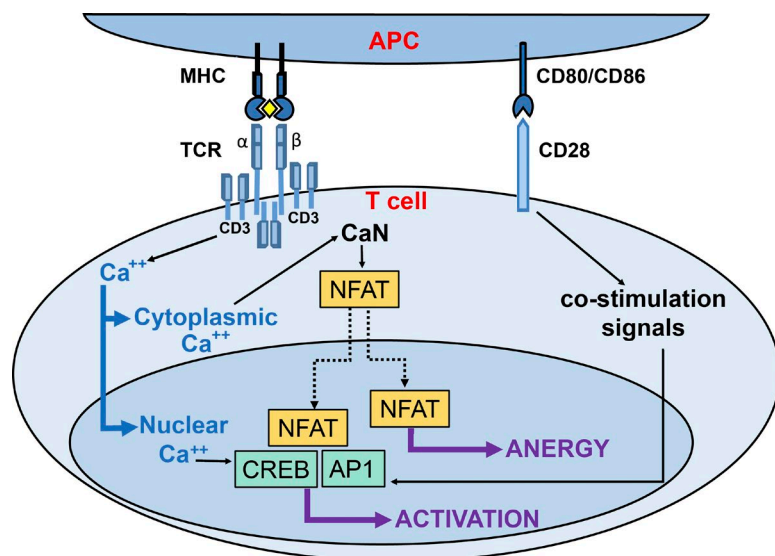 APC
MHC
CD80/CD86
α
β
TCR
CD28
CD3
CD3
T cell
CaN
Ca⁺⁺
NFAT
Cytoplasmic
Ca⁺⁺
co-stimulation
signals
NFAT
NFAT
Nuclear
Ca⁺⁺
ANERGY
CREB
AP1
ACTIVATION